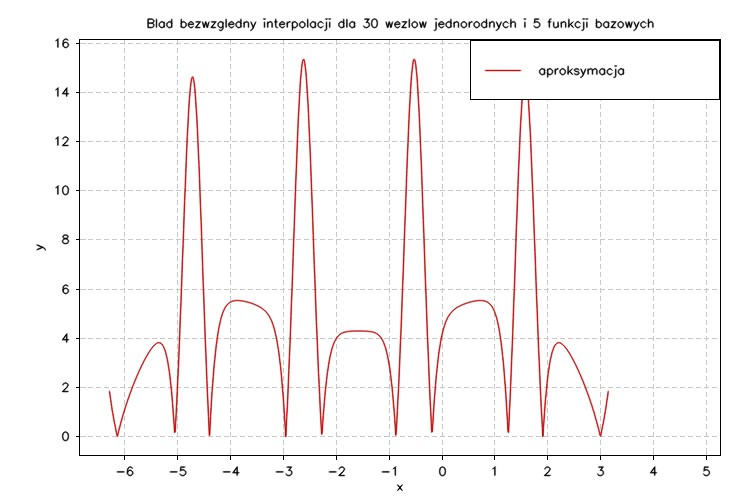 Blad bezwzgledny interpolacji dla 30 wezlow jednorodnych i 5 funkcji bazowych
aproksymacja
16
14
12
10
8
6
4
2
0
y
−6 −5 −4 −3 −2 −1 0 1 2 3 4 5
x